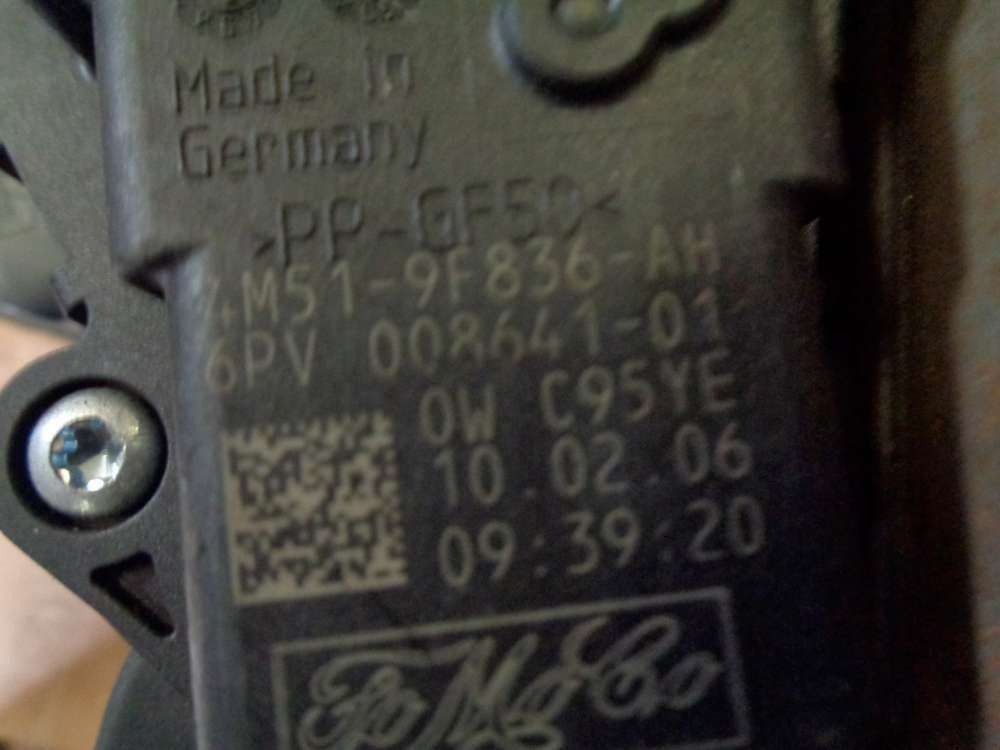 Made in
Germany
>PP-GF50<
4M51-9F836-AH
6PV 008641-01
0W C95YE
10.02.06
09:39:20
FoMoCo